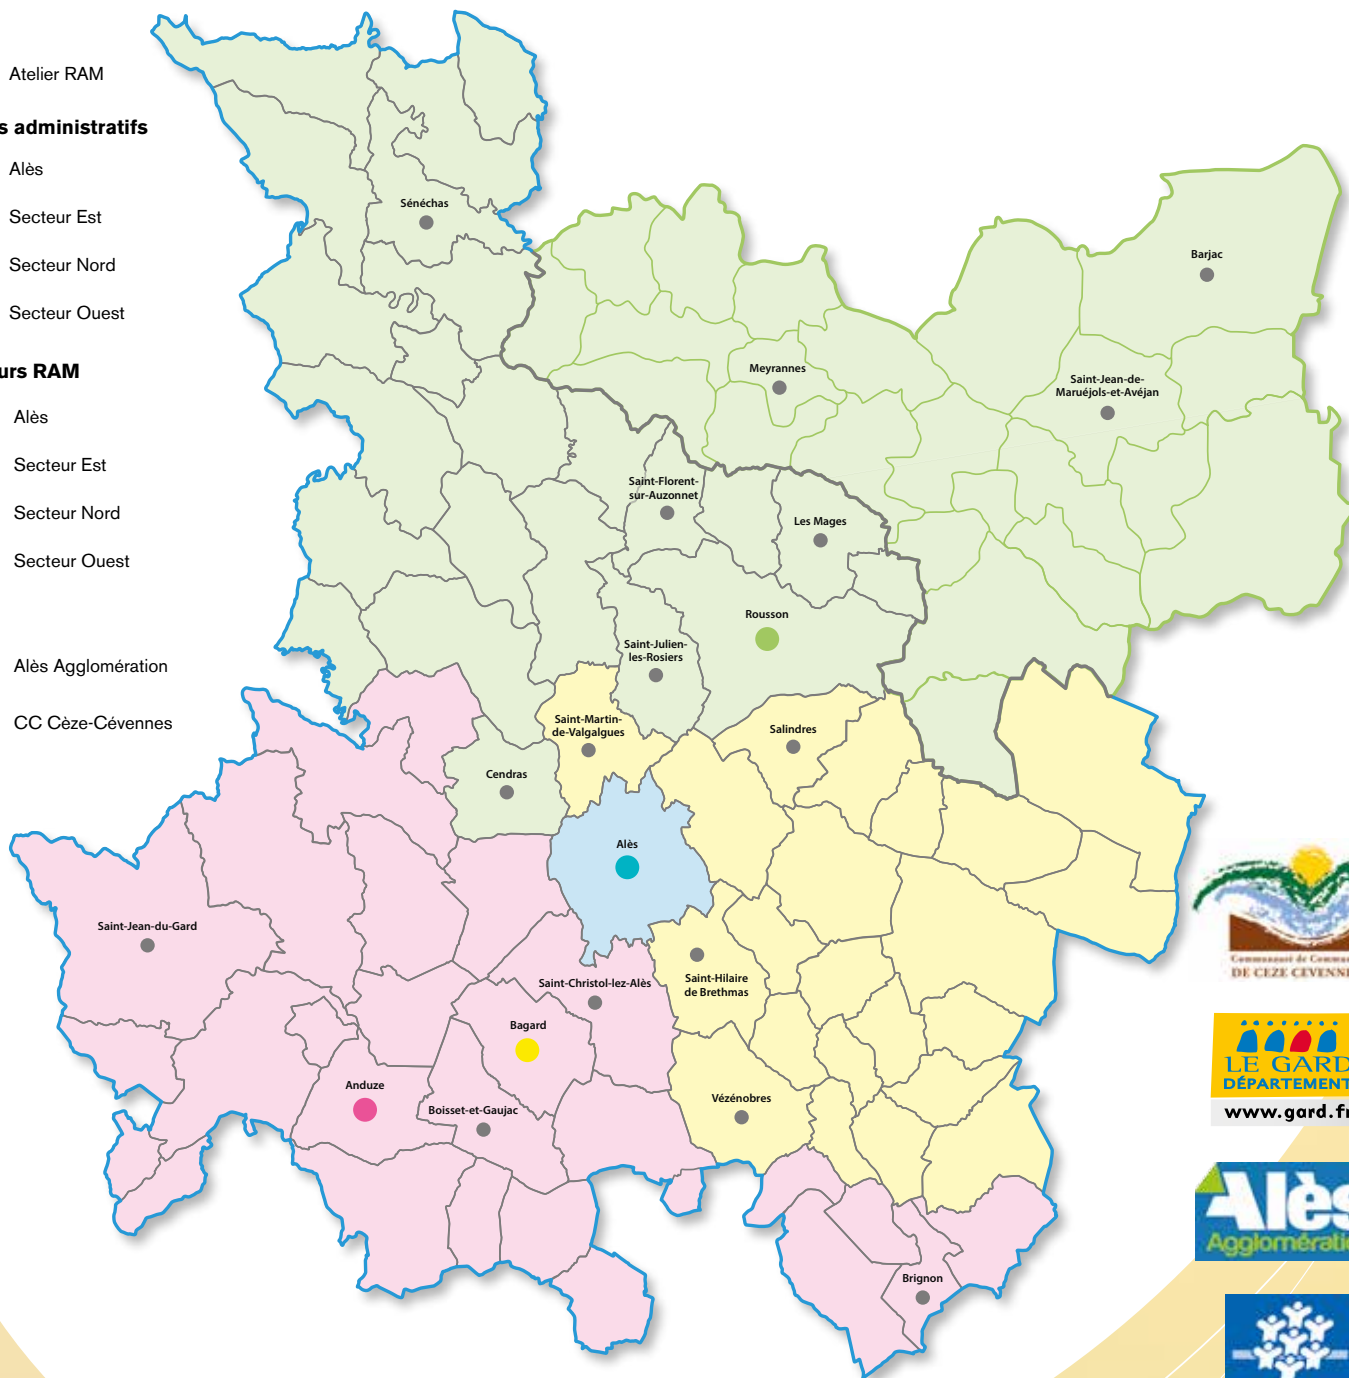 Atelier RAM
s administratifs
Alès
Secteur Est
Secteur Nord
Secteur Ouest
urs RAM
Alès
Secteur Est
Secteur Nord
Secteur Ouest
Alès Agglomération
CC Cèze-Cévennes
Sénéchas
Barjac
Meyrannes
Saint-Jean-de-
Maruéjols-et-Avéjan
Saint-Florent-
sur-Auzonnet
Les Mages
Rousson
Saint-Julien-
les-Rosiers
Saint-Martin-
de-Valgalgues
Salindres
Cendras
Alès
Saint-Jean-du-Gard
Saint-Hilaire
de Brethmas
Saint-Christol-lez-Alès
Bagard
Anduze
Boisset-et-Gaujac
Vézénobres
Brignon
Communauté de Commu
DE CEZE CEVENN
LE GARD
DÉPARTEMENT
www.gard.fr
Alès
Agglomérati